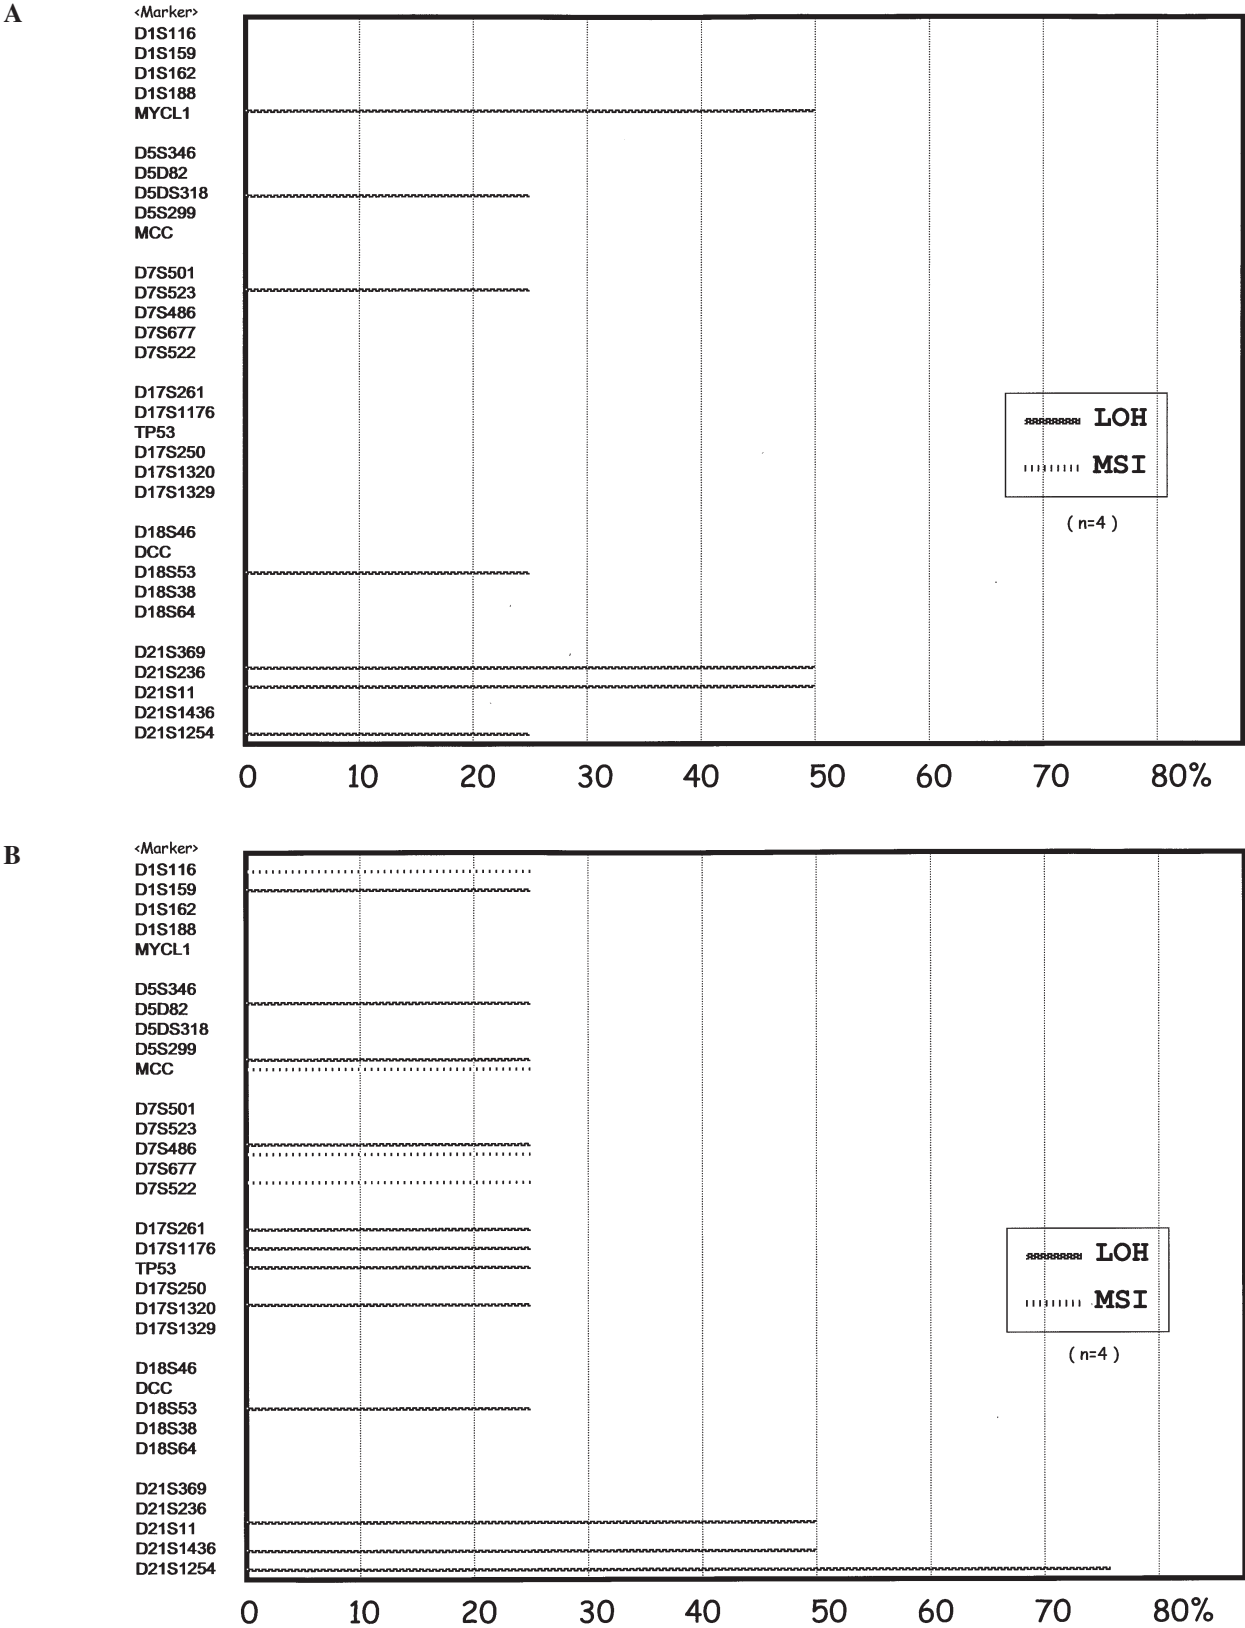 A
<Marker>
D1S116
D1S159
D1S162
D1S188
MYCL1
D5S346
D5D82
D5DS318
D5S299
MCC
D7S501
D7S523
D7S486
D7S677
D7S522
D17S261
D17S1176
TP53
D17S250
D17S1320
D17S1329
D18S46
DCC
D18S53
D18S38
D18S64
D21S369
D21S236
D21S11
D21S1436
D21S1254
LOH
MSI
( n=4 )
0 10 20 30 40 50 60 70 80%
B
<Marker>
D1S116
D1S159
D1S162
D1S188
MYCL1
D5S346
D5D82
D5DS318
D5S299
MCC
D7S501
D7S523
D7S486
D7S677
D7S522
D17S261
D17S1176
TP53
D17S250
D17S1320
D17S1329
D18S46
DCC
D18S53
D18S38
D18S64
D21S369
D21S236
D21S11
D21S1436
D21S1254
LOH
MSI
( n=4 )
0 10 20 30 40 50 60 70 80%